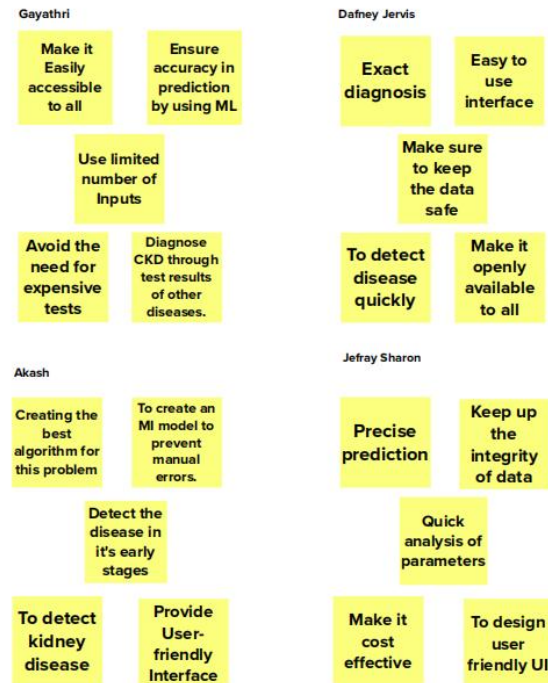 Gayathri
Make it
Easily
accessible
to all
Ensure
accuracy in
prediction
by using ML
Use limited
number of
Inputs
Avoid the
need for
expensive
tests
Diagnose
CKD through
test results
of other
diseases.
Dafney Jervis
Exact
diagnosis
Easy to
use
interface
Make sure
to keep
the data
safe
To detect
disease
quickly
Make it
openly
available
to all
Akash
Creating the
best
algorithm for
this problem
To create an
MI model to
prevent
manual
errors.
Detect the
disease in
it's early
stages
To detect
kidney
disease
Provide
User-
friendly
Interface
Jefray Sharon
Precise
prediction
Keep up
the
integrity
of data
Quick
analysis of
parameters
Make it
cost
effective
To design
user
friendly UI